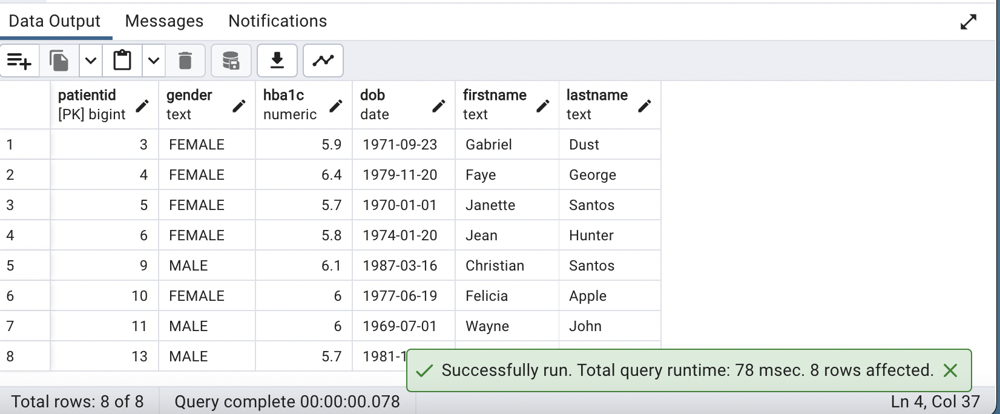 Data Output Messages Notifications
patientid gender hba1c dob firstname lastname
[PK] bigint text numeric date text text
1 3 FEMALE 5.9 1971-09-23 Gabriel Dust
2 4 FEMALE 6.4 1979-11-20 Faye George
3 5 FEMALE 5.7 1970-01-01 Janette Santos
4 6 FEMALE 5.8 1974-01-20 Jean Hunter
5 9 MALE 6.1 1987-03-16 Christian Santos
6 10 FEMALE 6 1977-06-19 Felicia Apple
7 11 MALE 6 1969-07-01 Wayne John
8 13 MALE 5.7 1981-1
Successfully run. Total query runtime: 78 msec. 8 rows affected.
Total rows: 8 of 8 Query complete 00:00:00.078 Ln 4, Col 37